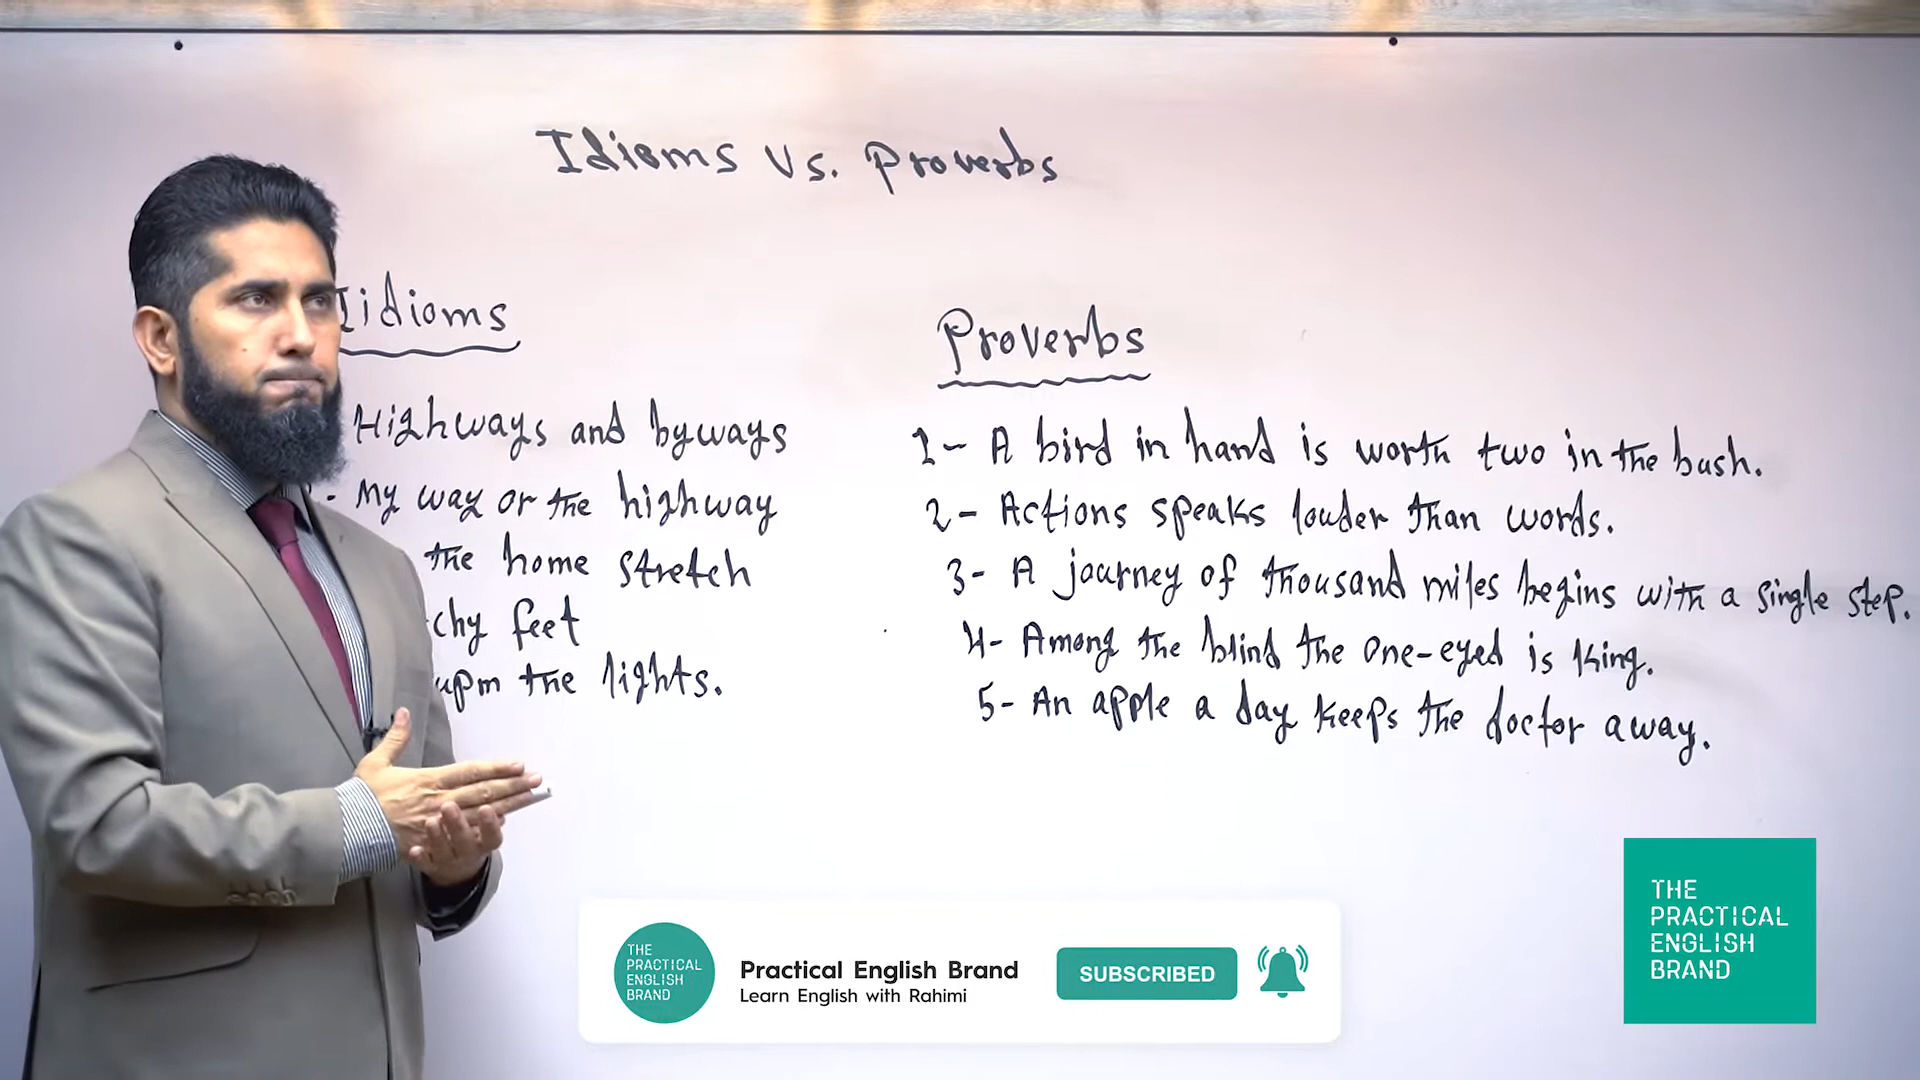 Idioms Vs. Proverbs
Iidioms
Highways and byways
- My way or the highway
the home stretch
chy feet
the lights.
Proverbs
1- A bird in hand is worth two in the bush.
2- Actions speaks louder than words.
3- A journey of thousand miles begins with a single step.
4- Among the blind the one-eyed is king.
5- An apple a day keeps the doctor away.
THE
PRACTICAL
ENGLISH
BRAND
Practical English Brand
Learn English with Rahimi
SUBSCRIBED
THE
PRACTICAL
ENGLISH
BRAND